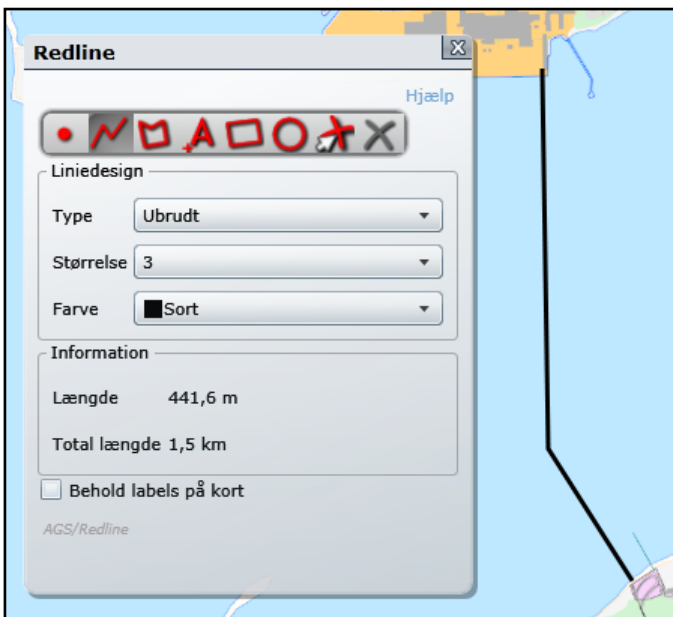 Redline
Hjælp
Liniedesign
Type Ubrudt
Størrelse 3
Farve Sort
Information
Længde 441,6 m
Total længde 1,5 km
Behold labels på kort
AGS/Redline